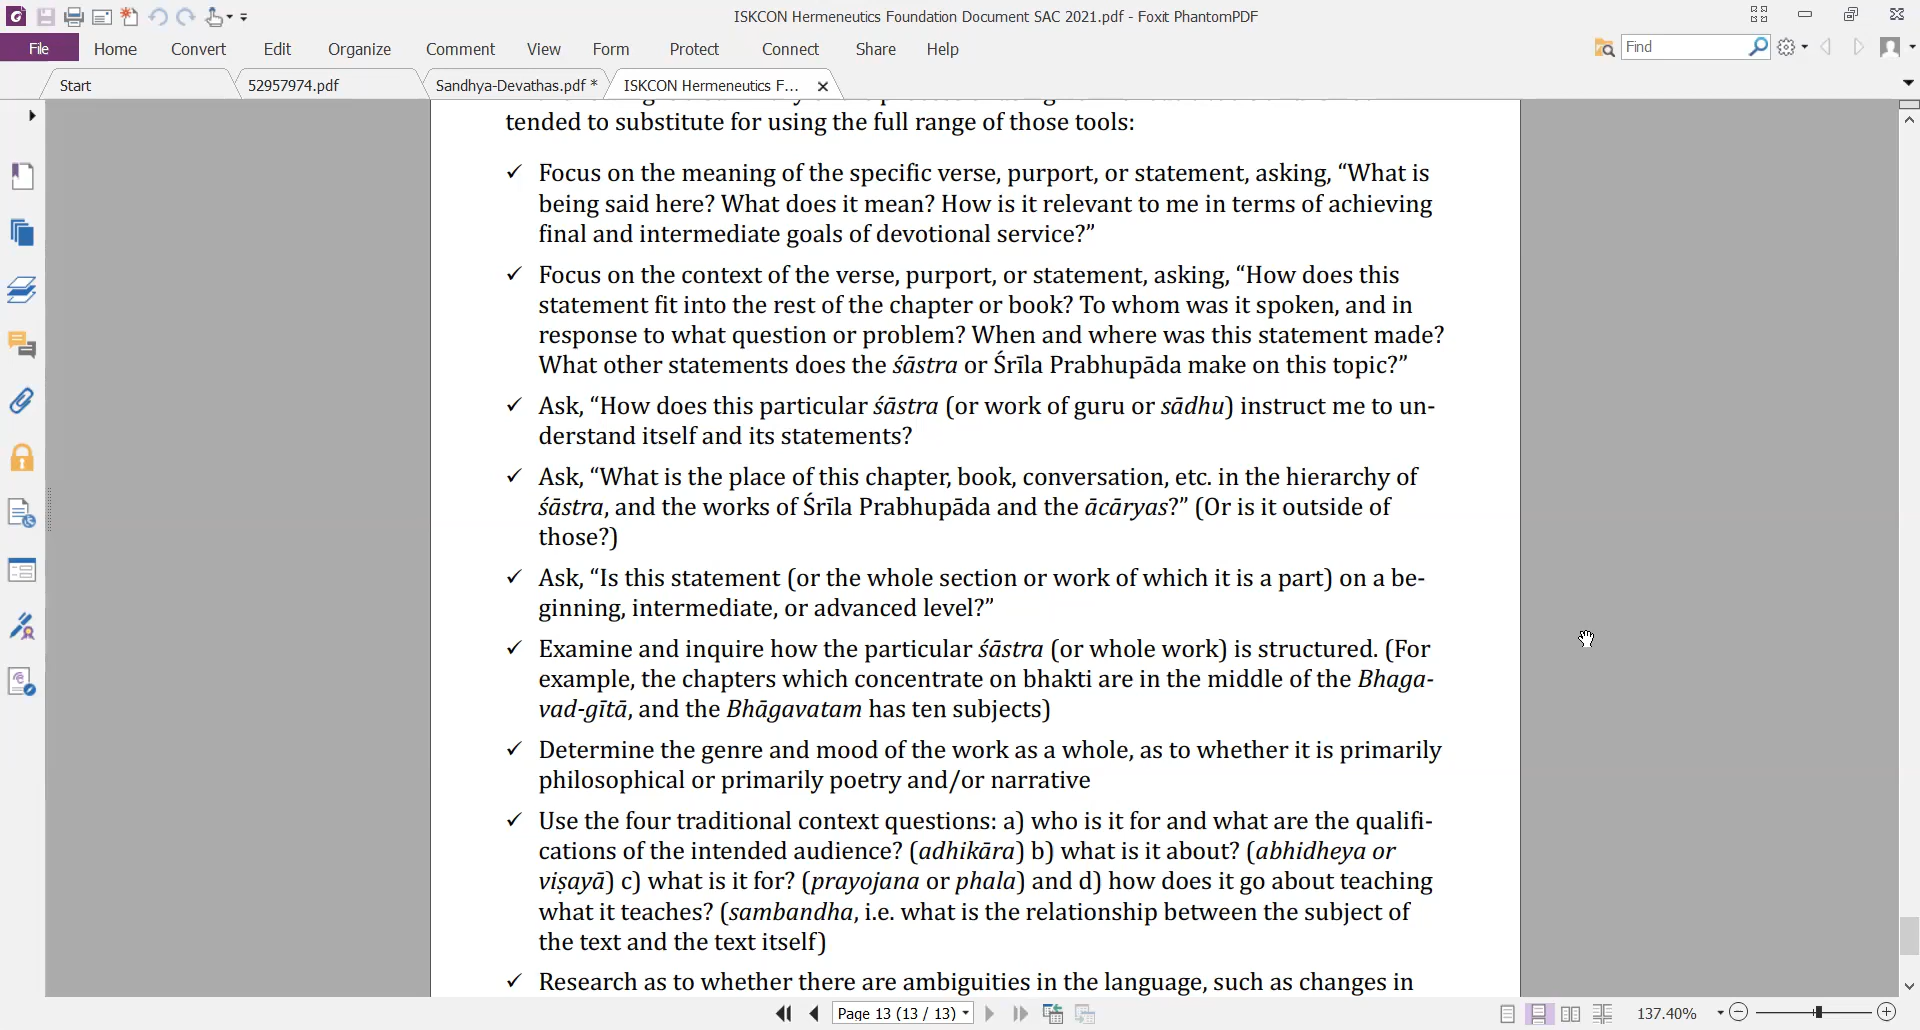 ISKCON Hermeneutics Foundation Document SAC 2021.pdf - Foxit PhantomPDF
File Home Convert Edit Organize Comment View Form Protect Connect Share Help
Find
Start 52957974.pdf Sandhya-Devathas.pdf * ISKCON Hermeneutics F...
tended to substitute for using the full range of those tools:
✓ Focus on the meaning of the specific verse, purport, or statement, asking, “What is
being said here? What does it mean? How is it relevant to me in terms of achieving
final and intermediate goals of devotional service?”
✓ Focus on the context of the verse, purport, or statement, asking, “How does this
statement fit into the rest of the chapter or book? To whom was it spoken, and in
response to what question or problem? When and where was this statement made?
What other statements does the śāstra or Śrīla Prabhupāda make on this topic?”
✓ Ask, “How does this particular śāstra (or work of guru or sādhu) instruct me to un-
derstand itself and its statements?
✓ Ask, “What is the place of this chapter, book, conversation, etc. in the hierarchy of
śāstra, and the works of Śrīla Prabhupāda and the ācāryas?” (Or is it outside of
those?)
✓ Ask, “Is this statement (or the whole section or work of which it is a part) on a be-
ginning, intermediate, or advanced level?”
✓ Examine and inquire how the particular śāstra (or whole work) is structured. (For
example, the chapters which concentrate on bhakti are in the middle of the Bhaga-
vad-gītā, and the Bhāgavatam has ten subjects)
✓ Determine the genre and mood of the work as a whole, as to whether it is primarily
philosophical or primarily poetry and/or narrative
✓ Use the four traditional context questions: a) who is it for and what are the qualifi-
cations of the intended audience? (adhikāra) b) what is it about? (abhidheya or
viṣayā) c) what is it for? (prayojana or phala) and d) how does it go about teaching
what it teaches? (sambandha, i.e. what is the relationship between the subject of
the text and the text itself)
✓ Research as to whether there are ambiguities in the language, such as changes in
Page 13 (13 / 13)
137.40%